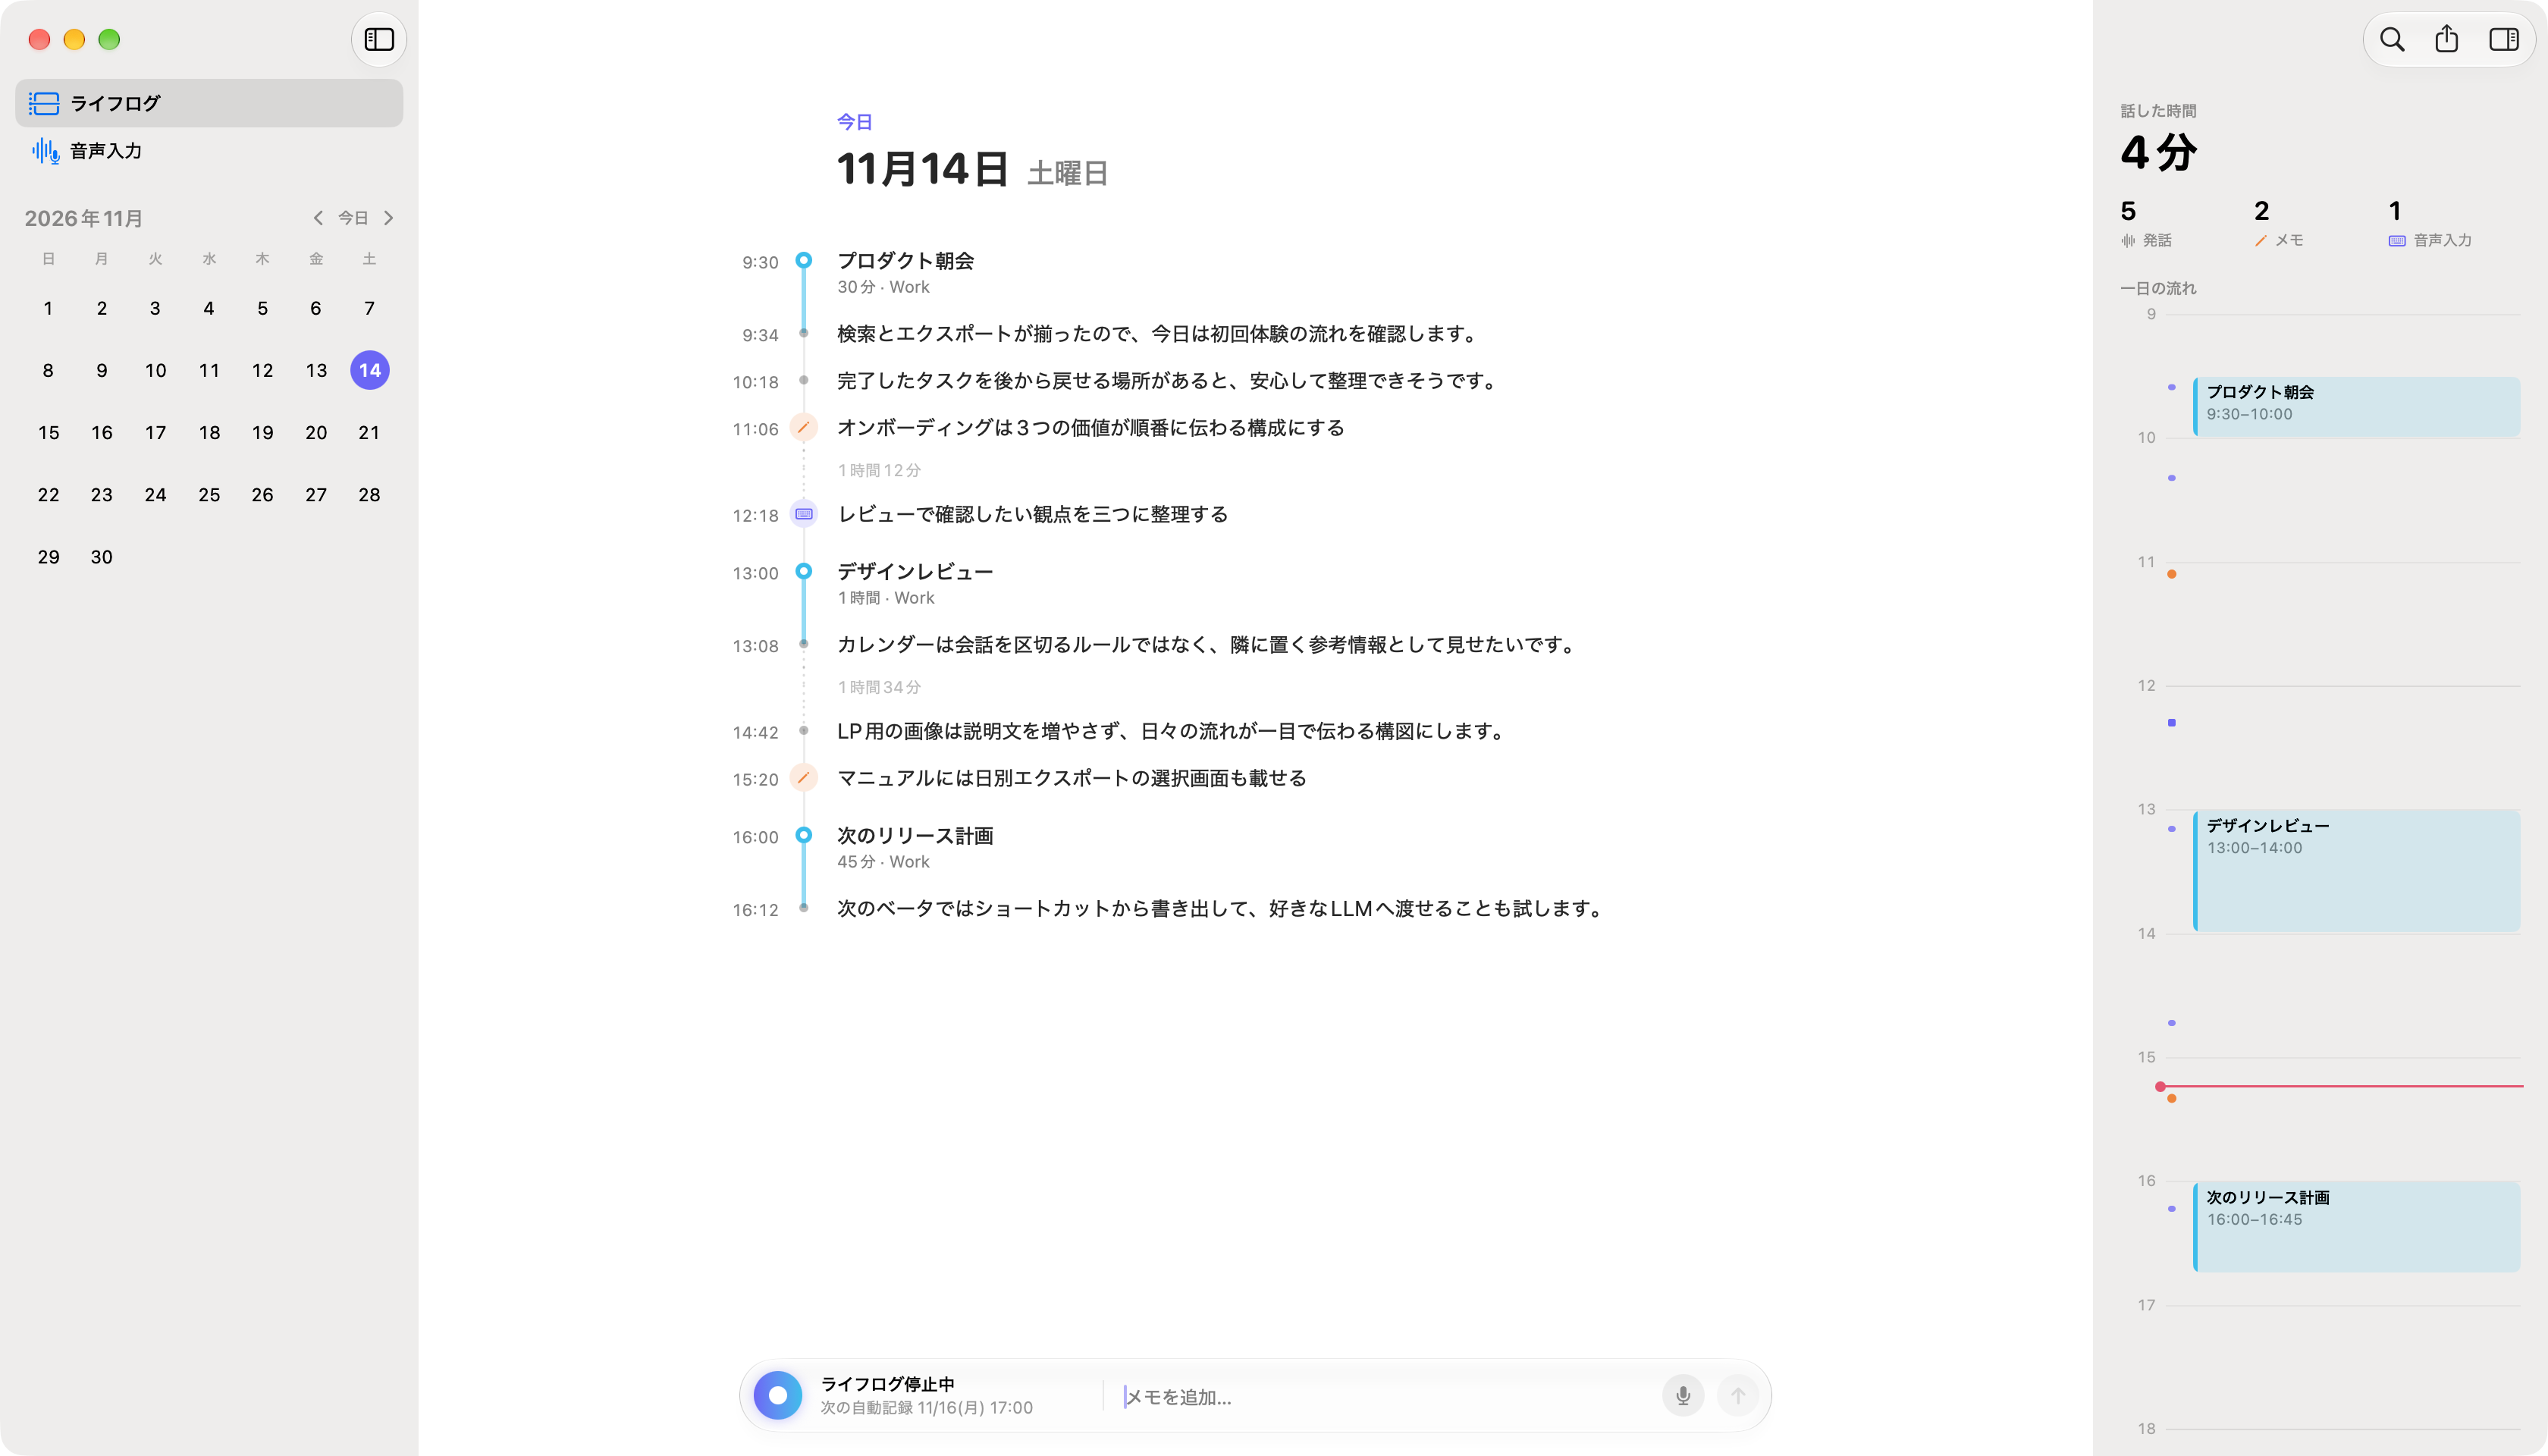 ライフログ
音声入力
2026年11月
今日
日 月 火 水 木 金 土
1 2 3 4 5 6 7
8 9 10 11 12 13 14
15 16 17 18 19 20 21
22 23 24 25 26 27 28
29 30
今日
11月14日 土曜日
9:30 プロダクト朝会
30分 · Work
9:34 検索とエクスポートが揃ったので、今日は初回体験の流れを確認します。
10:18 完了したタスクを後から戻せる場所があると、安心して整理できそうです。
11:06 オンボーディングは3つの価値が順番に伝わる構成にする
1時間12分
12:18 レビューで確認したい観点を三つに整理する
13:00 デザインレビュー
1時間 · Work
13:08 カレンダーは会話を区切るルールではなく、隣に置く参考情報として見せたいです。
1時間34分
14:42 LP用の画像は説明文を増やさず、日々の流れが一目で伝わる構図にします。
15:20 マニュアルには日別エクスポートの選択画面も載せる
16:00 次のリリース計画
45分 · Work
16:12 次のベータではショートカットから書き出して、好きなLLMへ渡せることも試します。
ライフログ停止中
次の自動記録 11/16(月) 17:00
メモを追加...
話した時間
4分
5 2 1
発話 メモ 音声入力
一日の流れ
9
プロダクト朝会
9:30–10:00
10
11
12
13
デザインレビュー
13:00–14:00
14
15
16
次のリリース計画
16:00–16:45
17
18